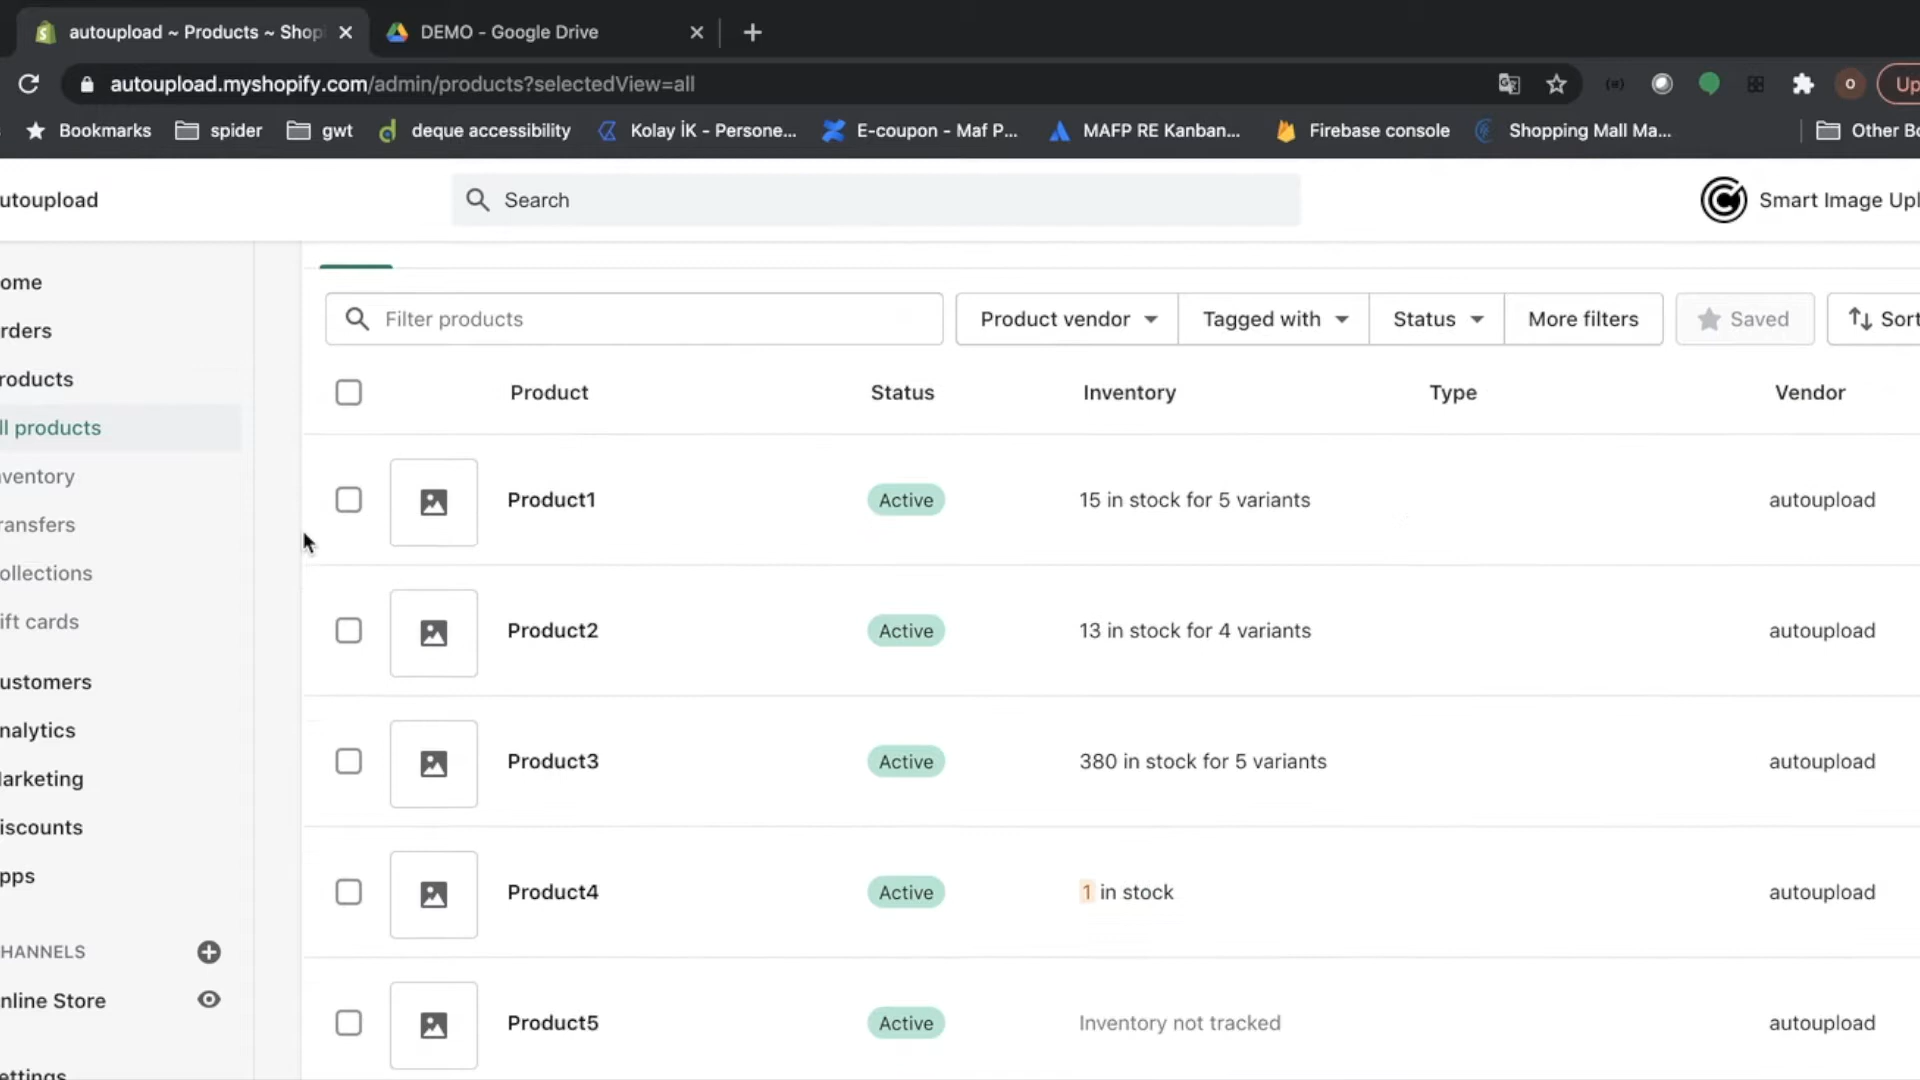 autoupload ~ Products ~ Shop
DEMO - Google Drive
autoupload.myshopify.com/admin/products?selectedView=all
Bookmarks
spider
gwt
deque accessibility
Kolay İK - Persone...
E-coupon - Maf P...
MAFP RE Kanban...
Firebase console
Shopping Mall Ma...
Other Bo
utoupload
Search
Smart Image Upl
ome
rders
roducts
ll products
ventory
ransfers
ollections
ift cards
ustomers
nalytics
arketing
iscounts
pps
HANNELS
nline Store
ettings
Filter products
Product vendor
Tagged with
Status
More filters
Saved
Sort
Product
Status
Inventory
Type
Vendor
Product1
Active
15 in stock for 5 variants
autoupload
Product2
Active
13 in stock for 4 variants
autoupload
Product3
Active
380 in stock for 5 variants
autoupload
Product4
Active
1 in stock
autoupload
Product5
Active
Inventory not tracked
autoupload